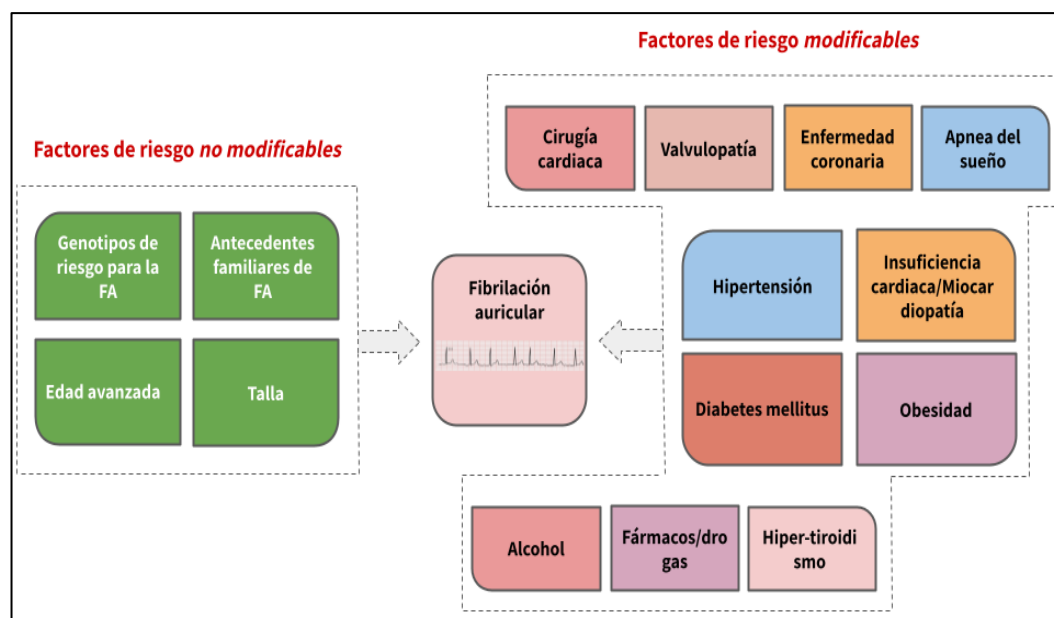 Factores de riesgo modificables
Cirugía
cardiaca
Valvulopatía
Enfermedad
coronaria
Apnea del
sueño
Factores de riesgo no modificables
Genotipos de
riesgo para la
FA
Antecedentes
familiares de
FA
Edad avanzada
Talla
Fibrilación
auricular
Hipertensión
Insuficiencia
cardiaca/Miocar
diopatía
Diabetes mellitus
Obesidad
Alcohol
Fármacos/dro
gas
Hiper-tiroidi
smo